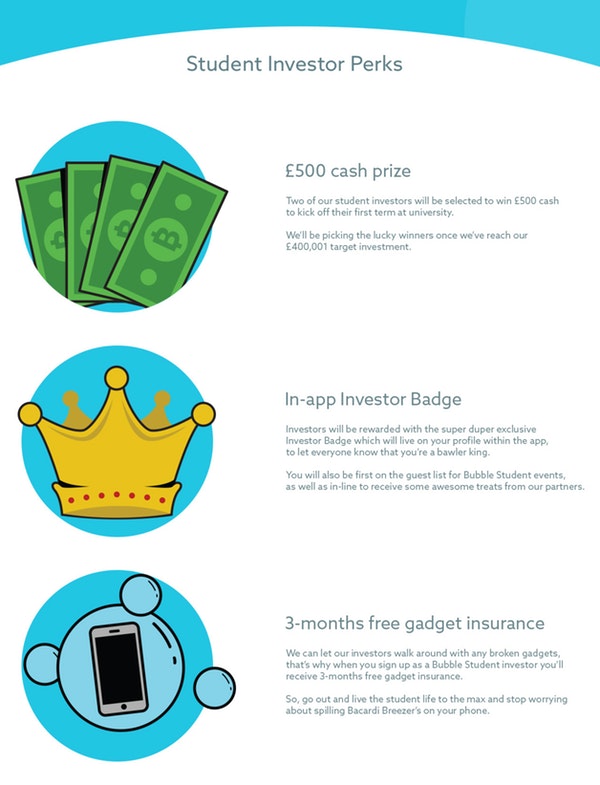 Student Investor Perks
£500 cash prize
Two of our student investors will be selected to win £500 cash
to kick off their first term at university.
We'll be picking the lucky winners once we've reach our
£400,001 target investment.
In-app Investor Badge
Investors will be rewarded with the super duper exclusive
Investor Badge which will live on your profile within the app,
to let everyone know that you're a bawler king.
You will also be first on the guest list for Bubble Student events,
as well as in-line to receive some awesome treats from our partners.
3-months free gadget insurance
We can let our investors walk around with any broken gadgets,
that's why when you sign up as a Bubble Student investor you'll
receive 3-months free gadget insurance.
So, go out and live the student life to the max and stop worrying
about spilling Bacardi Breezer's on your phone.